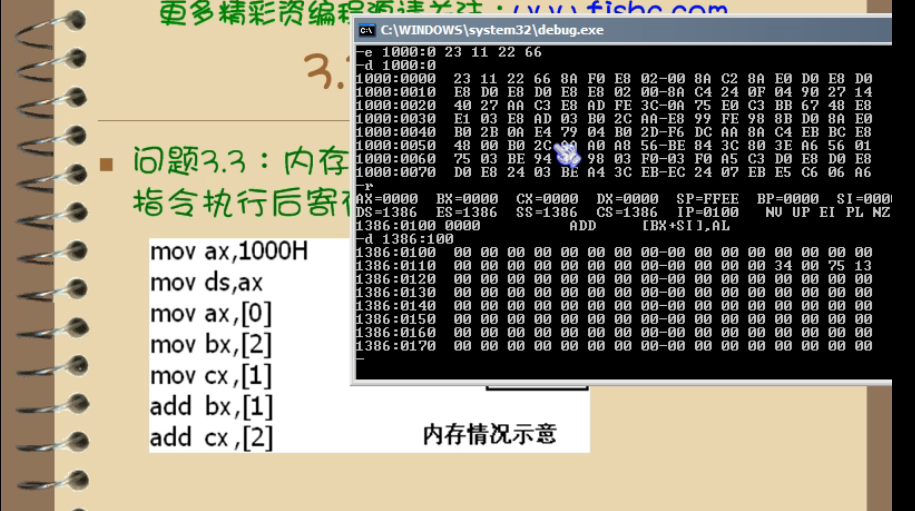 更多精彩资编程源请关注：www.fishc.com
C:\WINDOWS\system32\debug.exe
-e 1000:0 23 11 22 66
-d 1000:0
1000:0000 23 11 22 66 8A F0 E8 02-00 8A C2 8A E0 D0 E8 D0
1000:0010 E8 D0 E8 D0 E8 E8 02 00-8A C4 24 0F 04 90 27 14
1000:0020 40 27 AA C3 E8 AD FE 3C-0A 75 E0 C3 BB 67 48 E8
1000:0030 E1 03 E8 AD 03 B0 2C AA-E8 99 FE 98 8B D8 8A E0
1000:0040 B0 2B 0A E4 79 04 B0 2D-F6 DC AA 8A C4 EB BC E8
1000:0050 48 00 B0 2C A0 A8 56-BE 84 3C 80 3E A6 56 01
1000:0060 75 03 BE 94 98 03 F0-03 F0 A5 C3 D0 E8 D0 E8
1000:0070 D0 E8 24 03 BE A4 3C EB-EC 24 07 EB E5 C6 06 A6
-r
AX=0000 BX=0000 CX=0000 DX=0000 SP=FFEE BP=0000 SI=000
DS=1386 ES=1386 SS=1386 CS=1386 IP=0100 NV UP EI PL NZ
1386:0100 0000 ADD [BX+SI],AL
-d 1386:100
1386:0100 00 00 00 00 00 00 00 00-00 00 00 00 00 00 00 00
1386:0110 00 00 00 00 00 00 00 00-00 00 00 00 34 00 75 13
1386:0120 00 00 00 00 00 00 00 00-00 00 00 00 00 00 00 00
1386:0130 00 00 00 00 00 00 00 00-00 00 00 00 00 00 00 00
1386:0140 00 00 00 00 00 00 00 00-00 00 00 00 00 00 00 00
1386:0150 00 00 00 00 00 00 00 00-00 00 00 00 00 00 00 00
1386:0160 00 00 00 00 00 00 00 00-00 00 00 00 00 00 00 00
1386:0170 00 00 00 00 00 00 00 00-00 00 00 00 00 00 00 00
-
3.
问题3.3：内存
指令执行后寄
mov ax,1000H
mov ds,ax
mov ax,[0]
mov bx,[2]
mov cx,[1]
add bx,[1]
add cx,[2]
内存情况示意